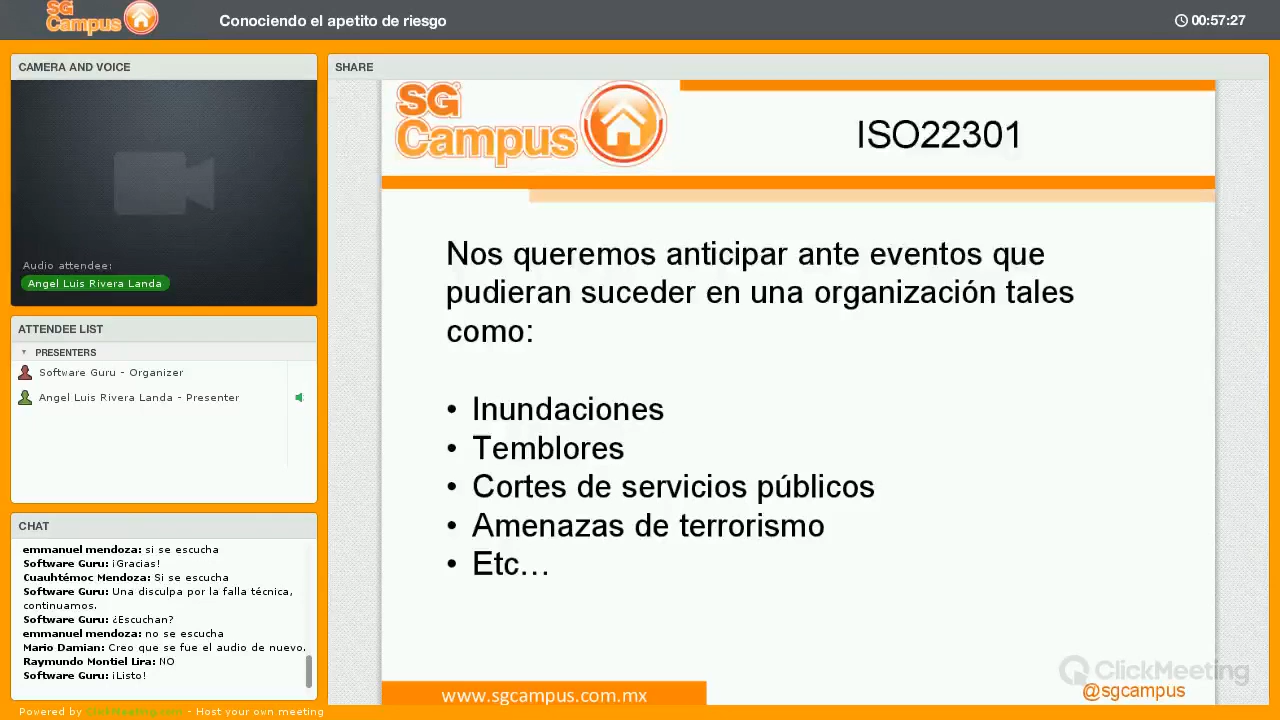 SG
Campus
Conociendo el apetito de riesgo
00:57:27
CAMERA AND VOICE
Audio attendee:
Angel Luis Rivera Landa
ATTENDEE LIST
PRESENTERS
Software Guru - Organizer
Angel Luis Rivera Landa - Presenter
CHAT
emmanuel mendoza: si se escucha
Software Guru: ¡Gracias!
Cuauhtémoc Mendoza: Si se escucha
Software Guru: Una disculpa por la falla técnica,
continuamos.
Software Guru: ¿Escuchan?
emmanuel mendoza: no se escucha
Mario Damian: Creo que se fue el audio de nuevo.
Raymundo Montiel Lira: NO
Software Guru: ¡Listo!
Powered by ClickMeeting.com - Host your own meeting
SHARE
SG
Campus
ISO22301
Nos queremos anticipar ante eventos que
pudieran suceder en una organización tales
como:
• Inundaciones
• Temblores
• Cortes de servicios públicos
• Amenazas de terrorismo
• Etc...
www.sgcampus.com.mx
ClickMeeting
@sgcampus